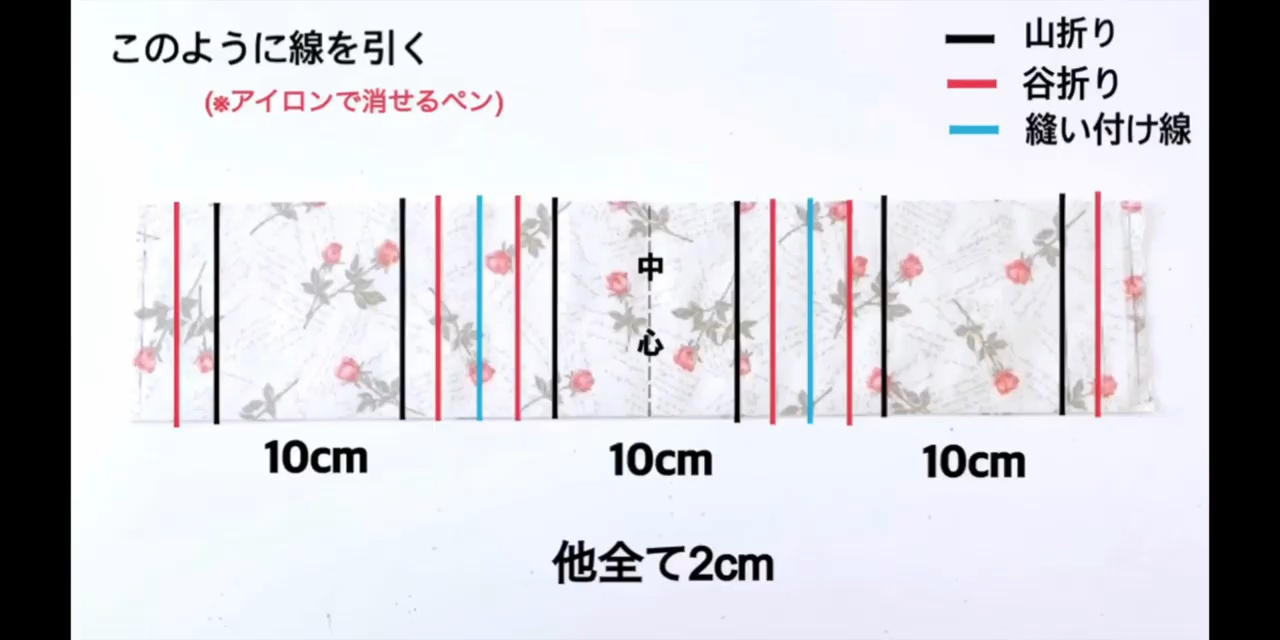 このように線を引く
(※アイロンで消せるペン)
山折り
谷折り
縫い付け線
中
心
10cm
10cm
10cm
他全て2cm